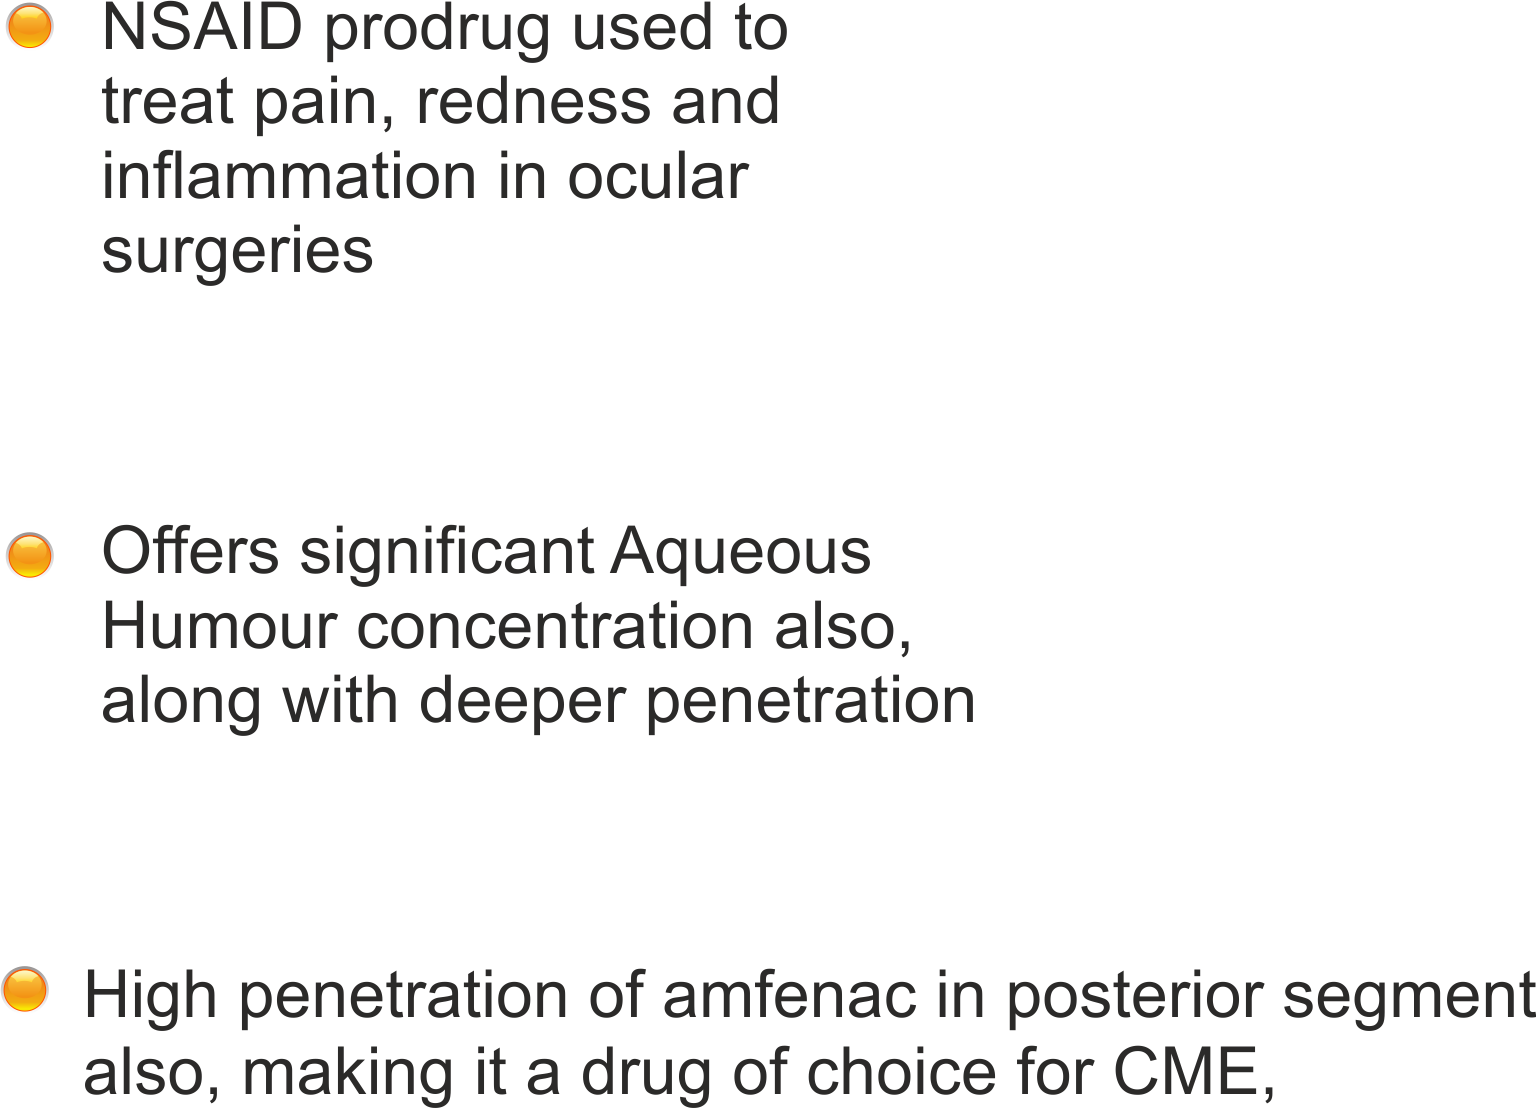 NSAID prodrug used to
treat pain, redness and
inflammation in ocular
surgeries
Offers significant Aqueous
Humour concentration also,
along with deeper penetration
High penetration of amfenac in posterior segment
also, making it a drug of choice for CME,